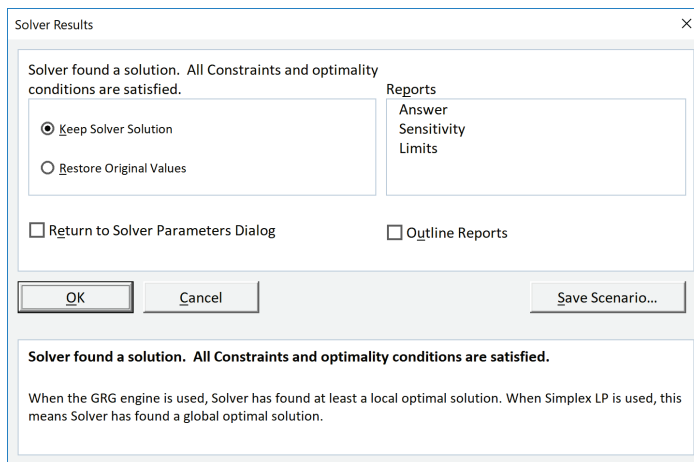 Solver Results
Solver found a solution.  All Constraints and optimality
conditions are satisfied.
Reports
Answer
Sensitivity
Limits
Keep Solver Solution
Restore Original Values
Return to Solver Parameters Dialog
Outline Reports
OK
Cancel
Save Scenario...
Solver found a solution.  All Constraints and optimality conditions are satisfied.
When the GRG engine is used, Solver has found at least a local optimal solution. When Simplex LP is used, this
means Solver has found a global optimal solution.